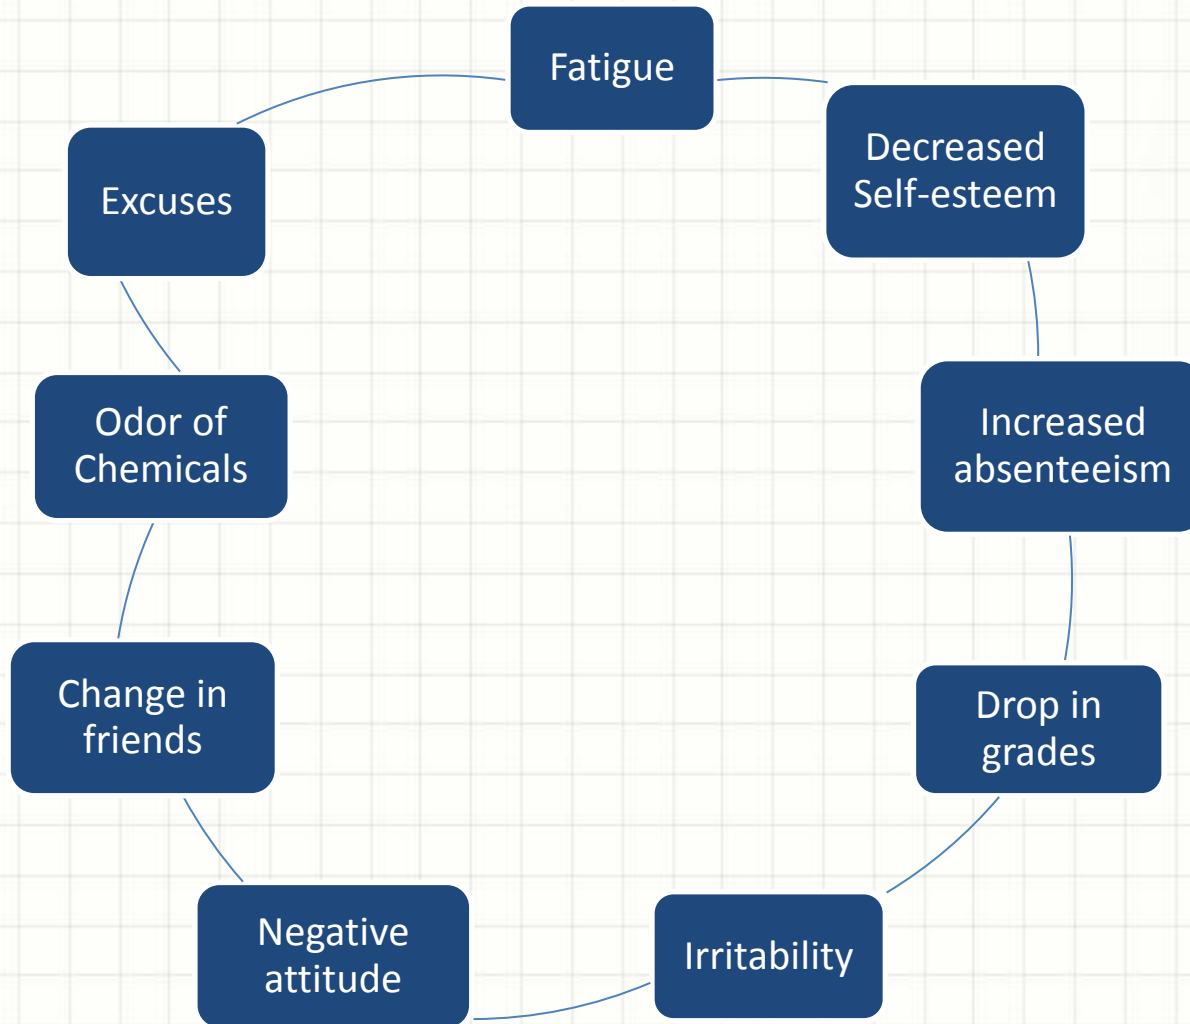 Fatigue
Decreased
Self-esteem
Increased
absenteeism
Drop in
grades
Irritability
Negative
attitude
Change in
friends
Odor of
Chemicals
Excuses